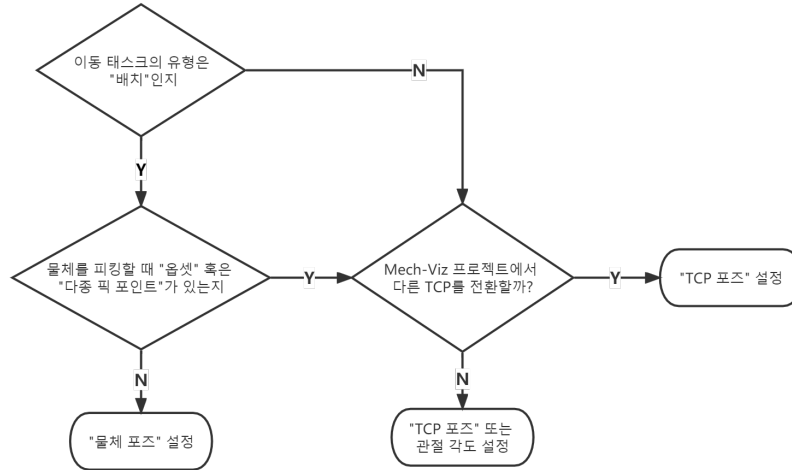 이동 태스크의 유형은
"배치"인지
N
Y
물체를 피킹할 때 "옵셋" 혹은
"다중 픽 포인트"가 있는지
Y
Mech-Viz 프로젝트에서
다른 TCP를 전환할까?
Y
"TCP 포즈" 설정
N
N
"물체 포즈" 설정
"TCP 포즈" 또는
관절 각도 설정